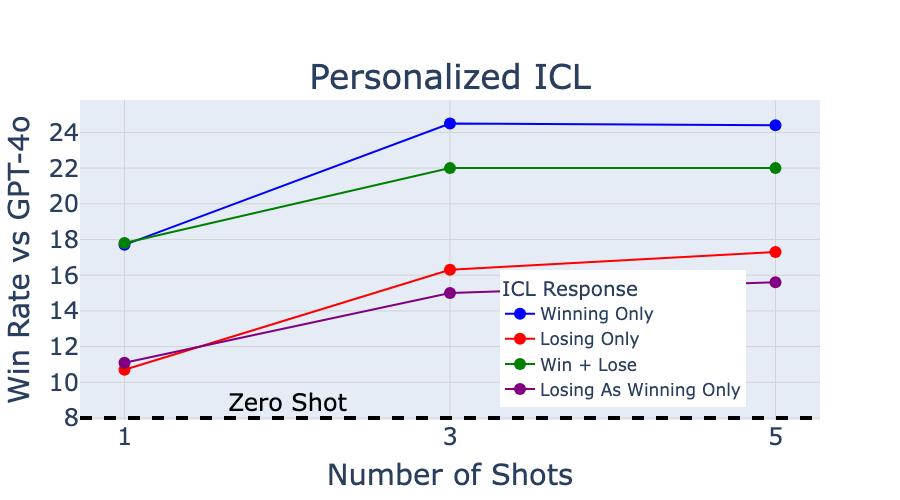 Personalized ICL
Win Rate vs GPT-4o
24
22
20
18
16
14
12
10
8
Zero Shot
ICL Response
Winning Only
Losing Only
Win + Lose
Losing As Winning Only
1
3
5
Number of Shots